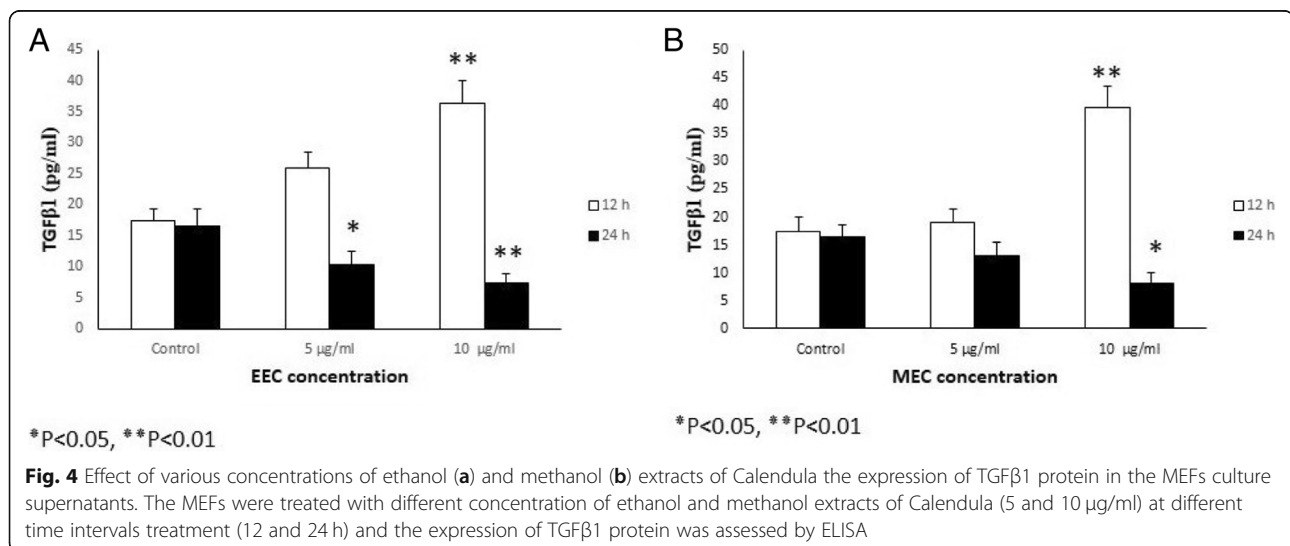 A
45
40
35
30
25
20
15
10
5
0
TGFβ1 (pg/ml)
**
*
**
12 h
24 h
Control
5 µg/ml
10 µg/ml
EEC concentration
*P<0.05, **P<0.01
B
50
45
40
35
30
25
20
15
10
5
0
TGFβ1 (pg/ml)
**
*
12 h
24 h
Control
5 µg/ml
10 µg/ml
MEC concentration
*P<0.05, **P<0.01
Fig. 4 Effect of various concentrations of ethanol (a) and methanol (b) extracts of Calendula the expression of TGFβ1 protein in the MEFs culture
supernatants. The MEFs were treated with different concentration of ethanol and methanol extracts of Calendula (5 and 10 µg/ml) at different
time intervals treatment (12 and 24 h) and the expression of TGFβ1 protein was assessed by ELISA